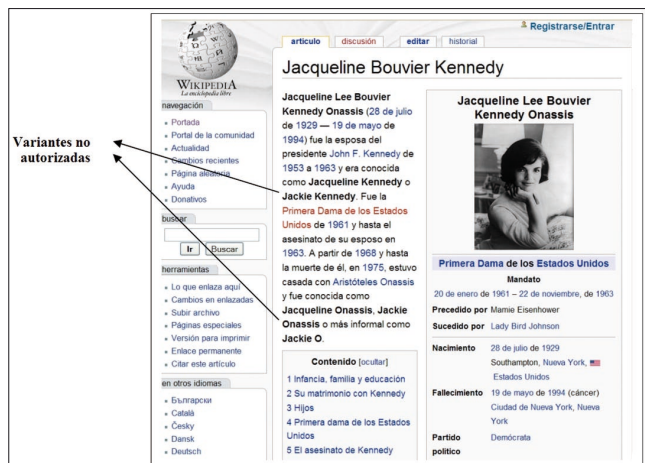 Registrarse/Entrar
artículo discusión editar historial
WIKIPEDIA
La enciclopedia libre
navegación
Portada
Portal de la comunidad
Actualidad
Cambios recientes
Página aleatoria
Ayuda
Donativos
buscar
Ir Buscar
herramientas
Lo que enlaza aquí
Cambios en enlazadas
Subir archivo
Páginas especiales
Versión para imprimir
Enlace permanente
Citar este artículo
en otros idiomas
Български
Català
Česky
Dansk
Deutsch
Variantes no
autorizadas
Jacqueline Bouvier Kennedy
Jacqueline Lee Bouvier
Kennedy Onassis (28 de julio
de 1929 — 19 de mayo de
1994) fue la esposa del
presidente John F. Kennedy de
1953 a 1963 y era conocida
como Jacqueline Kennedy o
Jackie Kennedy. Fue la
Primera Dama de los Estados
Unidos de 1961 y hasta el
asesinato de su esposo en
1963. A partir de 1968 y hasta
la muerte de él, en 1975, estuvo
casada con Aristóteles Onassis
y fue conocida como
Jacqueline Onassis, Jackie
Onassis o más informal como
Jackie O.
Contenido [ocultar]
1 Infancia, familia y educación
2 Su matrimonio con Kennedy
3 Hijos
4 Primera dama de los Estados
Unidos
5 El asesinato de Kennedy
Jacqueline Lee Bouvier
Kennedy Onassis
Primera Dama de los Estados Unidos
Mandato
20 de enero de 1961 – 22 de noviembre, de 1963
Precedido por Mamie Eisenhower
Sucedido por Lady Bird Johnson
Nacimiento 28 de julio de 1929
Southampton, Nueva York,
Estados Unidos
Fallecimiento 19 de mayo de 1994 (cáncer)
Ciudad de Nueva York, Nueva
York
Partido Demócrata
político